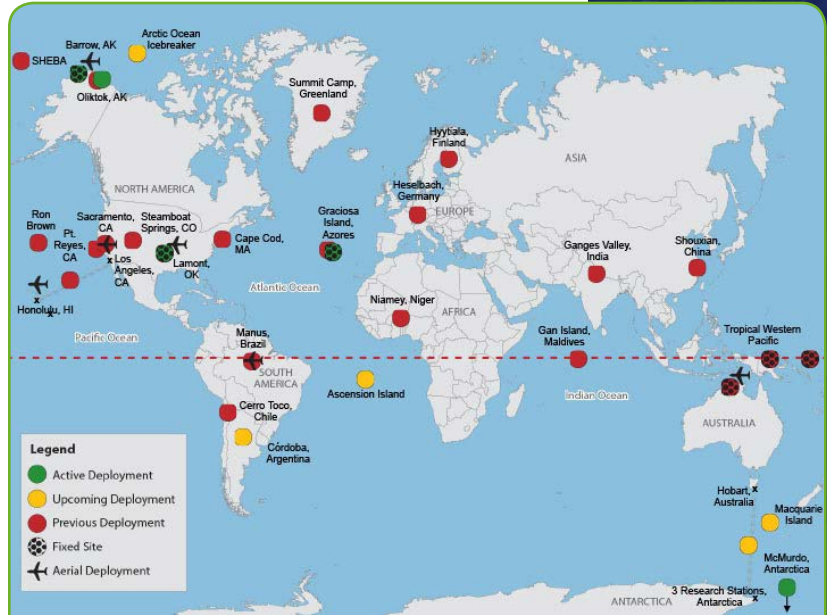 Arctic Ocean
Icebreaker
Barrow, AK
SHEBA
Oliktok, AK
Summit Camp,
Greenland
Hyytiala,
Finland
ASIA
NORTH AMERICA
Heselbach,
Germany
EUROPE
Ron
Brown
Pt.
Reyes,
CA
Sacramento,
CA
Steamboat
Springs, CO
Cape Cod,
MA
Graciosa
Island,
Azores
Los
Angeles,
CA
Lamont,
OK
Ganges Valley,
India
Shouxian,
China
Atlantic Ocean
Honolulu, HI
Niamey, Niger
AFRICA
Pacific Ocean
Manus,
Brazil
Gan Island,
Maldives
Tropical Western
Pacific
SOUTH
AMERICA
Ascension Island
Indian Ocean
Cerro Toco,
Chile
AUSTRALIA
Córdoba,
Argentina
Legend
Active Deployment
Upcoming Deployment
Previous Deployment
Fixed Site
Aerial Deployment
Hobart,
Australia
Macquarie
Island
McMurdo,
Antarctica
3 Research Stations,
Antarctica
ANTARCTICA